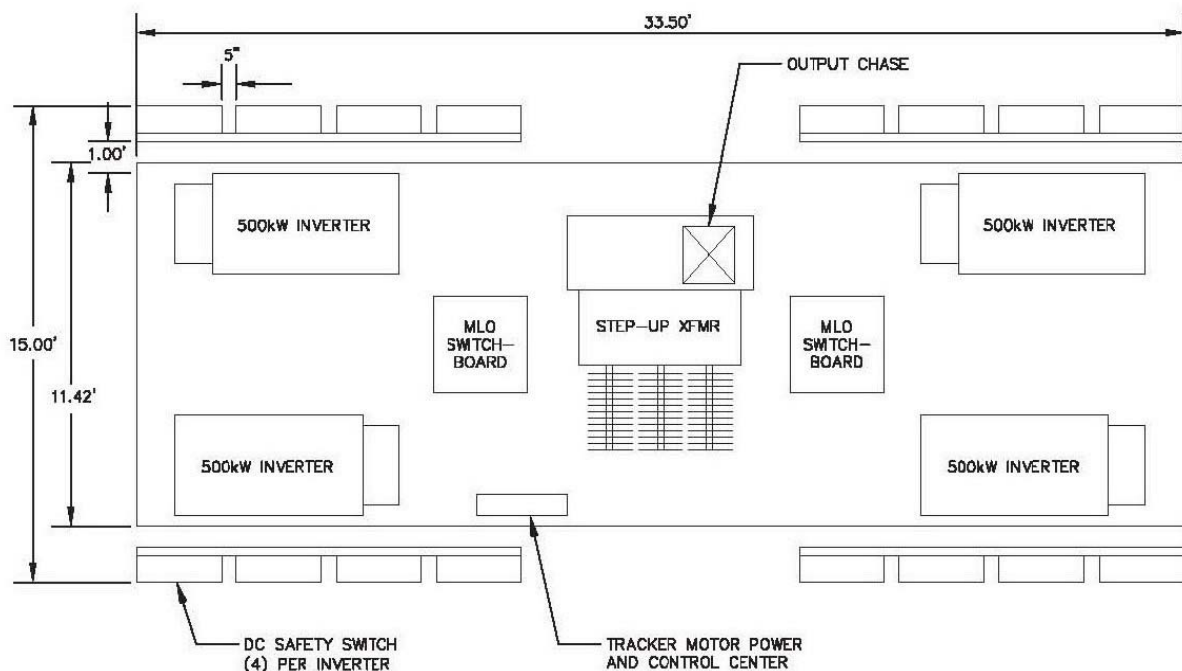 33.50'
5"
OUTPUT CHASE
1.00'
500kW INVERTER
500kW INVERTER
MLO
SWITCH-
BOARD
STEP-UP XFMR
MLO
SWITCH-
BOARD
15.00'
11.42'
500kW INVERTER
500kW INVERTER
DC SAFETY SWITCH
(4) PER INVERTER
TRACKER MOTOR POWER
AND CONTROL CENTER